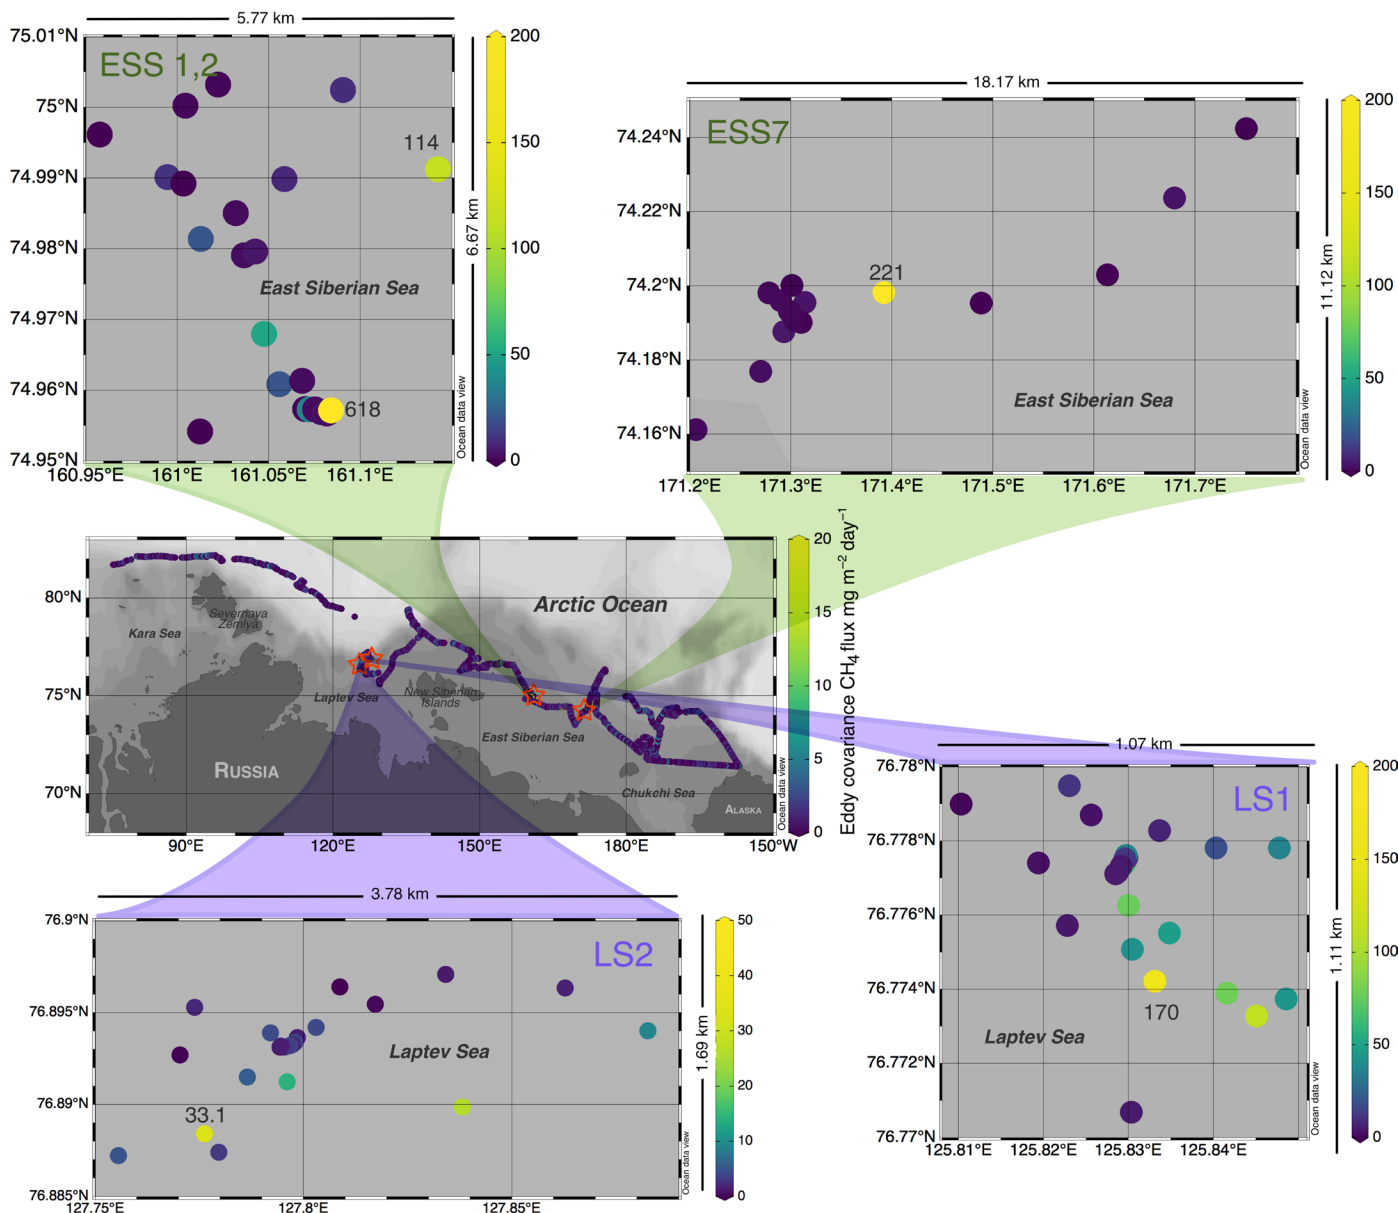 5.77 km
75.01°N
75°N
74.99°N
74.98°N
74.97°N
74.96°N
74.95°N
ESS 1,2
114
East Siberian Sea
618
Ocean data view
160.95°E
161°E
161.05°E
161.1°E
6.67 km
200
150
100
50
0
18.17 km
74.24°N
74.22°N
74.2°N
74.18°N
74.16°N
ESS7
221
East Siberian Sea
Ocean data view
171.2°E
171.3°E
171.4°E
171.5°E
171.6°E
171.7°E
11.12 km
200
150
100
50
0
80°N
75°N
70°N
Arctic Ocean
Severnaya
Zemlya
Kara Sea
Laptev Sea
New Siberian
Islands
East Siberian Sea
RUSSIA
Chukchi Sea
ALASKA
Ocean data view
90°E
120°E
150°E
180°E
150°W
20
15
10
5
0
Eddy covariance CH4 flux mg m−2 day−1
3.78 km
76.9°N
76.895°N
76.89°N
76.885°N
LS2
Laptev Sea
33.1
Ocean data view
127.75°E
127.8°E
127.85°E
1.69 km
50
40
30
20
10
0
1.07 km
76.78°N
76.778°N
76.776°N
76.774°N
76.772°N
76.77°N
LS1
170
Laptev Sea
Ocean data view
125.81°E
125.82°E
125.83°E
125.84°E
1.11 km
200
150
100
50
0